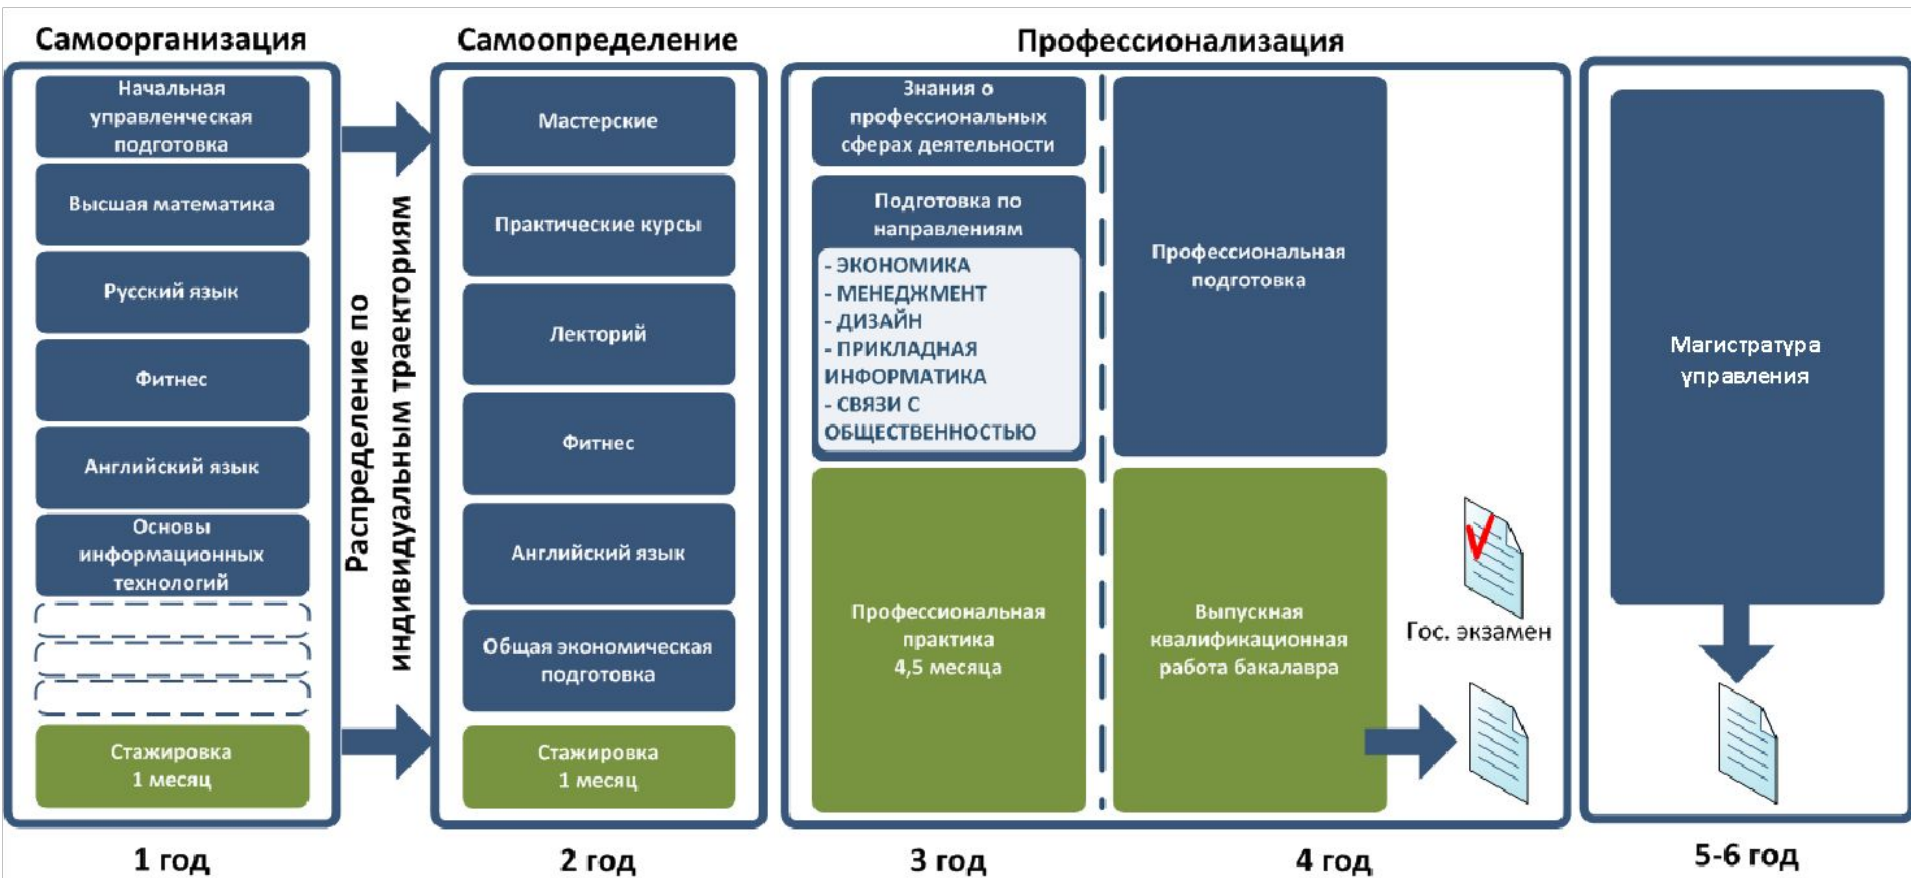 Самоорганизация
Начальная
управленческая
подготовка
Высшая математика
Русский язык
Фитнес
Английский язык
Основы
информационных
технологий
Стажировка
1 месяц
1 год
Распределение по
индивидуальным траекториям
Самоопределение
Мастерские
Практические курсы
Лекторий
Фитнес
Английский язык
Общая экономическая
подготовка
Стажировка
1 месяц
2 год
Профессионализация
Знания о
профессиональных
сферах деятельности
Подготовка по
направлениям
- ЭКОНОМИКА
- МЕНЕДЖМЕНТ
- ДИЗАЙН
- ПРИКЛАДНАЯ
ИНФОРМАТИКА
- СВЯЗИ С
ОБЩЕСТВЕННОСТЬЮ
Профессиональная
практика
4,5 месяца
3 год
Профессиональная
подготовка
Выпускная
квалификационная
работа бакалавра
Гос. экзамен
4 год
Магистратура
управления
5-6 год